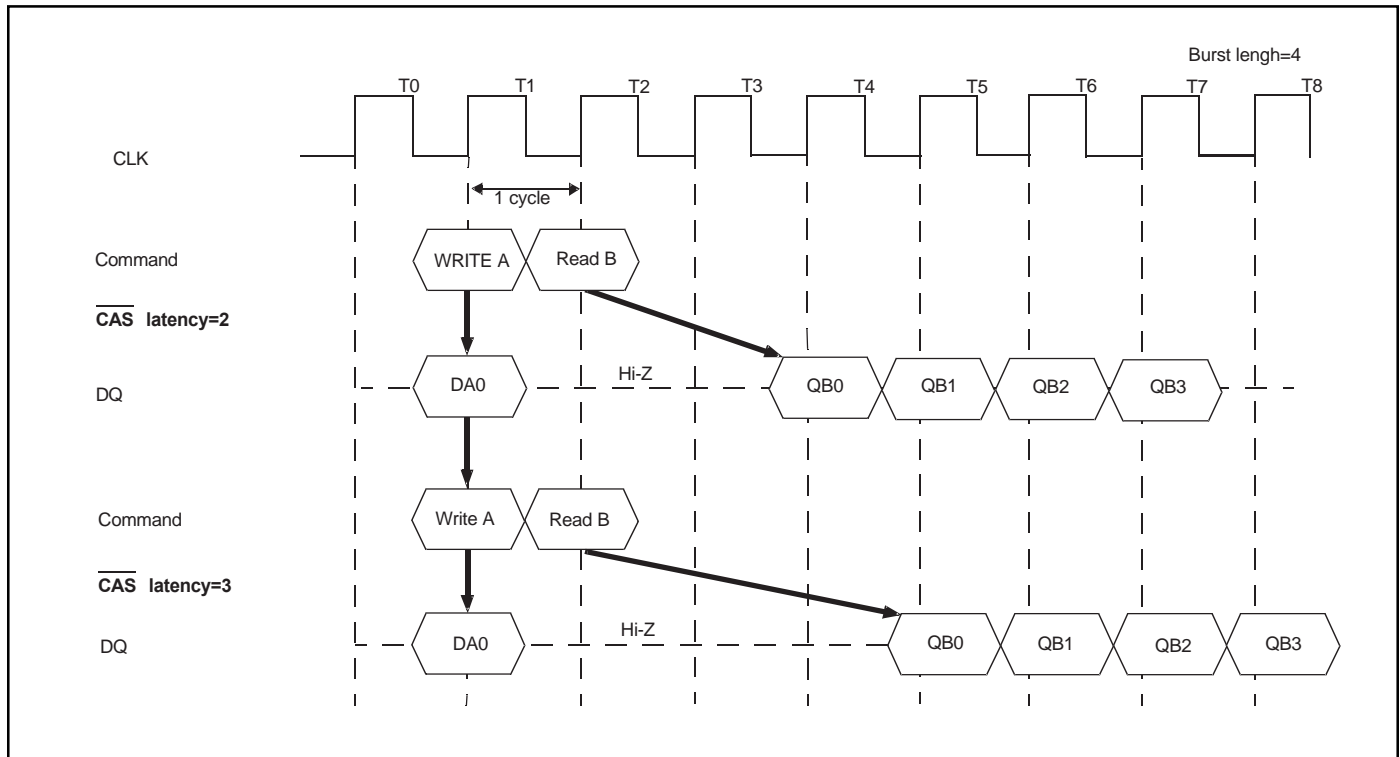 Burst lengh=4
T0 T1 T2 T3 T4 T5 T6 T7 T8
CLK
1 cycle
Command WRITE A Read B
CAS latency=2
DQ DA0 Hi-Z QB0 QB1 QB2 QB3
Command Write A Read B
CAS latency=3
DQ DA0 Hi-Z QB0 QB1 QB2 QB3